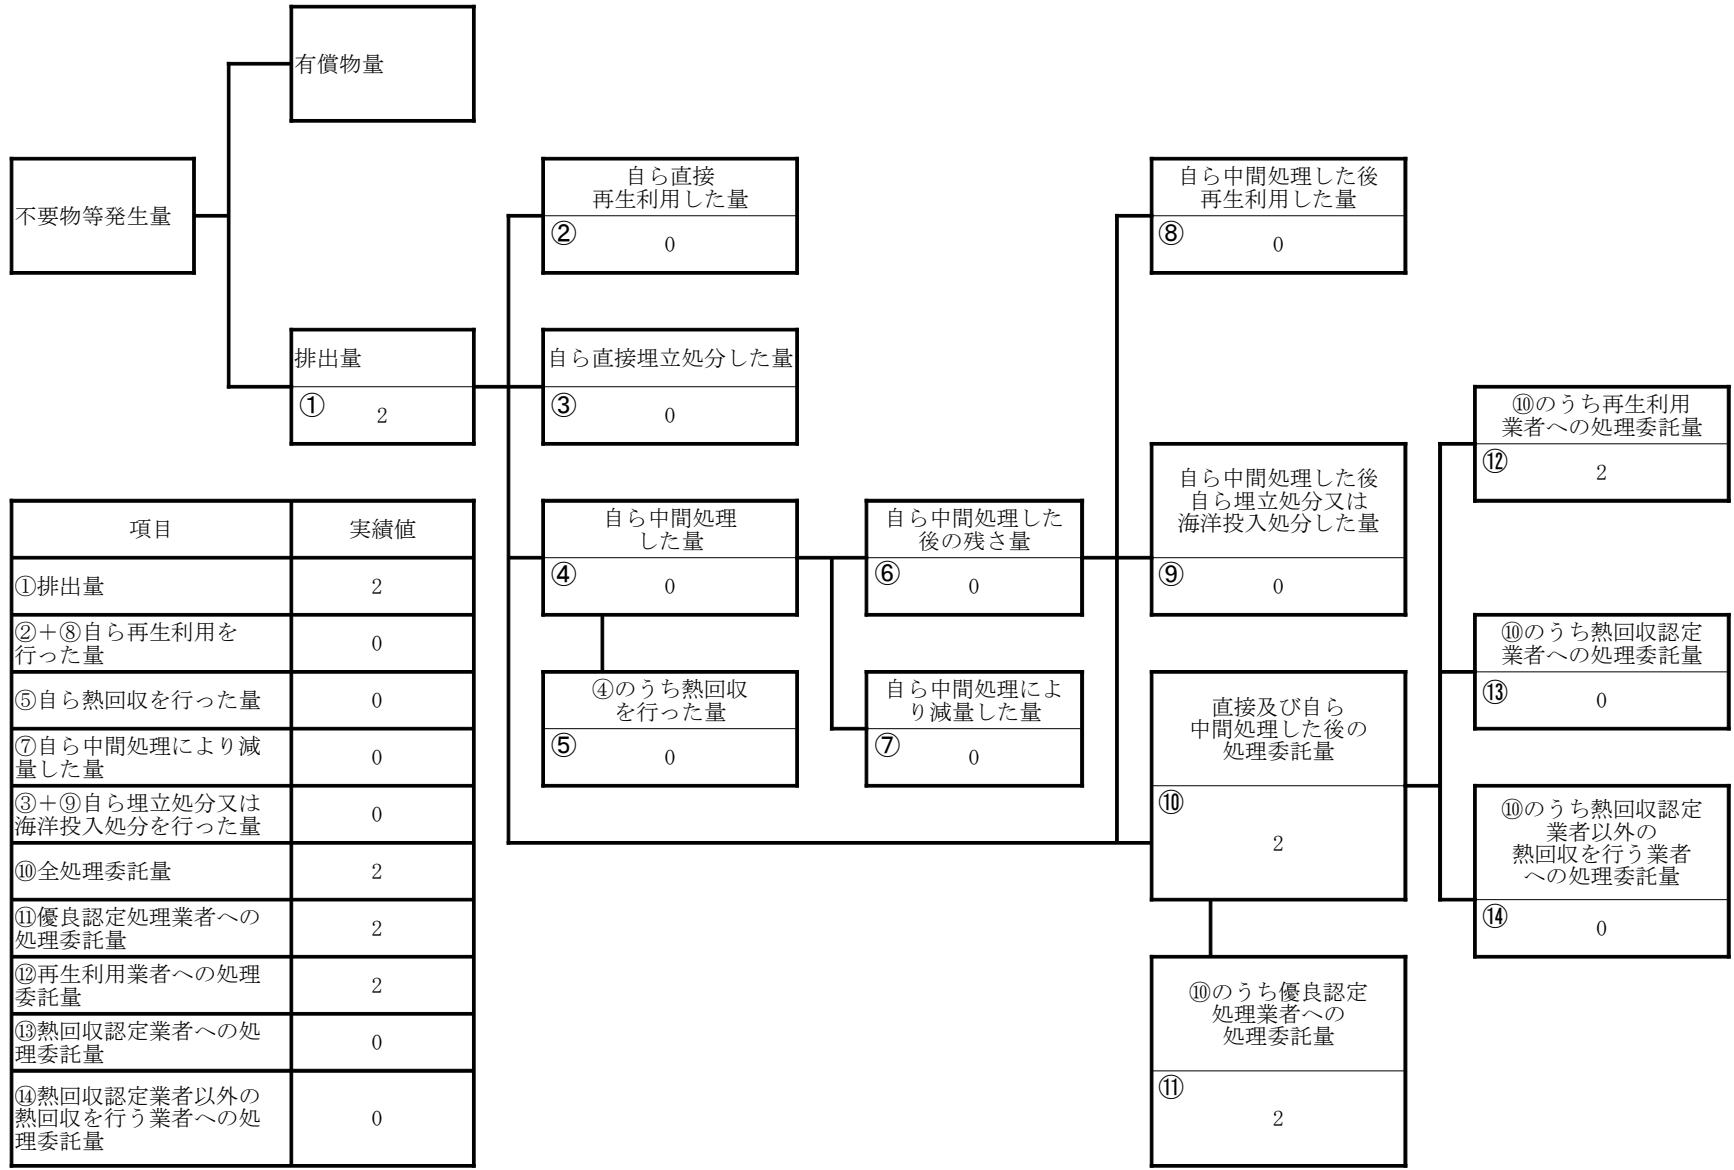 有償物量
不要物等発生量
自ら直接
再生利用した量
②
0
自ら中間処理した後
再生利用した量
⑧
0
排出量
①
2
自ら直接埋立処分した量
③
0
⑩のうち再生利用
業者への処理委託量
⑫
2
自ら中間処理
した量
④
0
自ら中間処理した
後の残さ量
⑥
0
自ら中間処理した後
自ら埋立処分又は
海洋投入処分した量
⑨
0
⑩のうち熱回収認定
業者への処理委託量
⑬
0
④のうち熱回収
を行った量
⑤
0
自ら中間処理によ
り減量した量
⑦
0
直接及び自ら
中間処理した後の
処理委託量
⑩
2
⑩のうち熱回収認定
業者以外の
熱回収を行う業者
への処理委託量
⑭
0
⑩のうち優良認定
処理業者への
処理委託量
⑪
2
項目 実績値
①排出量 2
②＋⑧自ら再生利用を
行った量 0
⑤自ら熱回収を行った量 0
⑦自ら中間処理により減
量した量 0
③＋⑨自ら埋立処分又は
海洋投入処分を行った量 0
⑩全処理委託量 2
⑪優良認定処理業者への
処理委託量 2
⑫再生利用業者への処理
委託量 2
⑬熱回収認定業者への処
理委託量 0
⑭熱回収認定業者以外の
熱回収を行う業者への処
理委託量 0